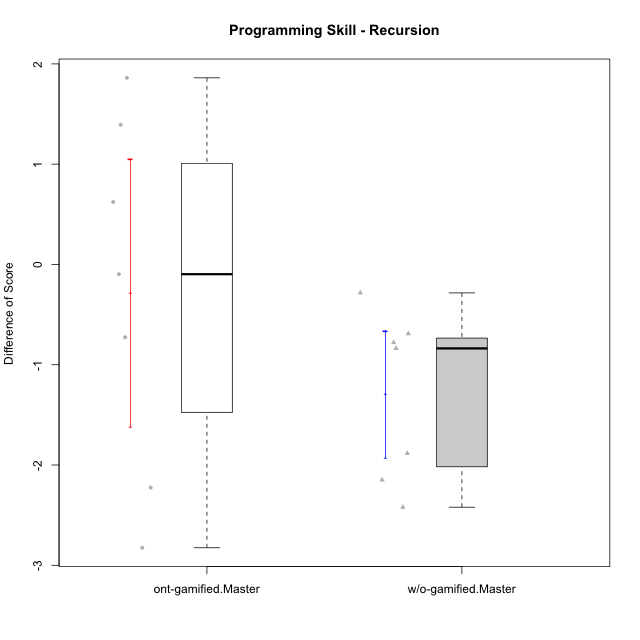 Programming Skill - Recursion
Difference of Score
2
1
0
-1
-2
-3
ont-gamified.Master
w/o-gamified.Master